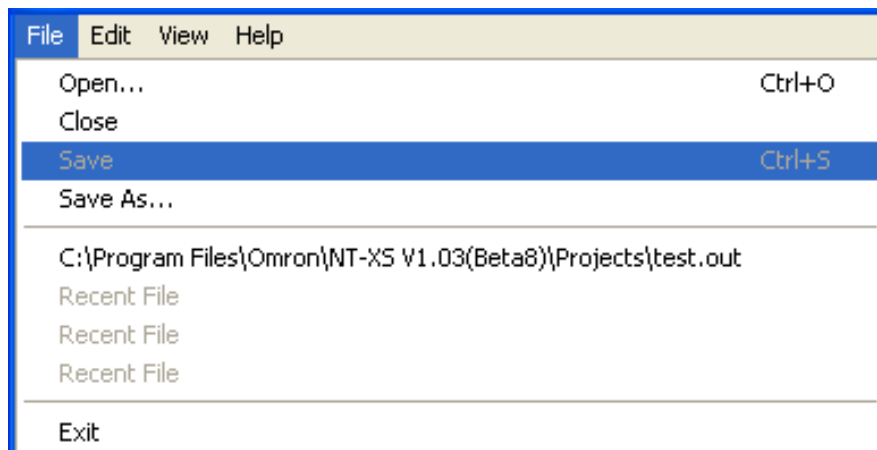 File Edit View Help
Open... Ctrl+O
Close
Save Ctrl+S
Save As...
C:\Program Files\Omron\NT-XS V1.03(Beta8)\Projects\test.out
Recent File
Recent File
Recent File
Exit